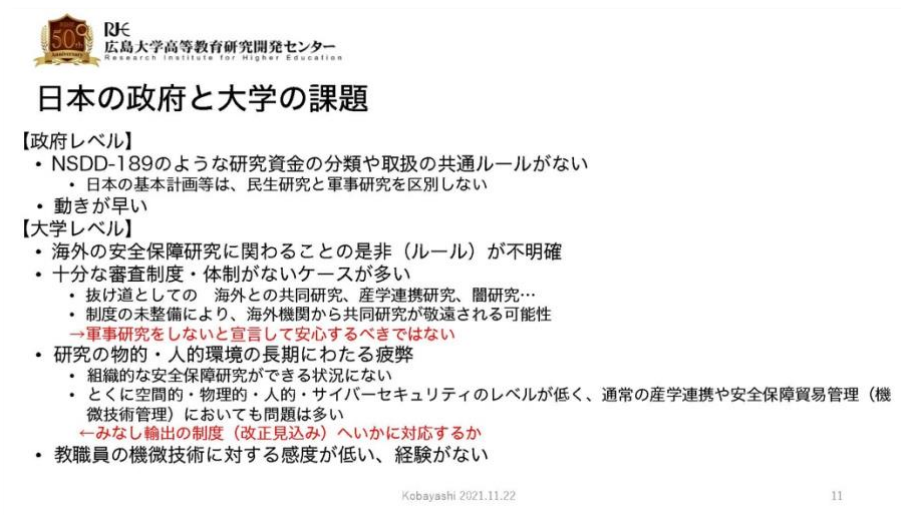 50th
Anniversary
RIHE
広島大学高等教育研究開発センター
Research Institute for Higher Education
日本の政府と大学の課題
【政府レベル】
• NSDD-189のような研究資金の分類や取扱の共通ルールがない
• 日本の基本計画等は、民生研究と軍事研究を区別しない
• 動きが早い
【大学レベル】
• 海外の安全保障研究に関わることの是非（ルール）が不明確
• 十分な審査制度・体制がないケースが多い
• 抜け道としての　海外との共同研究、産学連携研究、闇研究…
• 制度の未整備により、海外機関から共同研究が敬遠される可能性
→軍事研究をしないと宣言して安心するべきではない
• 研究の物的・人的環境の長期にわたる疲弊
• 組織的な安全保障研究ができる状況にない
• とくに空間的・物理的・人的・サイバーセキュリティのレベルが低く、通常の産学連携や安全保障貿易管理（機
微技術管理）においても問題は多い
←みなし輸出の制度（改正見込み）へいかに対応するか
• 教職員の機微技術に対する感度が低い、経験がない
Kobayashi 2021.11.22
11